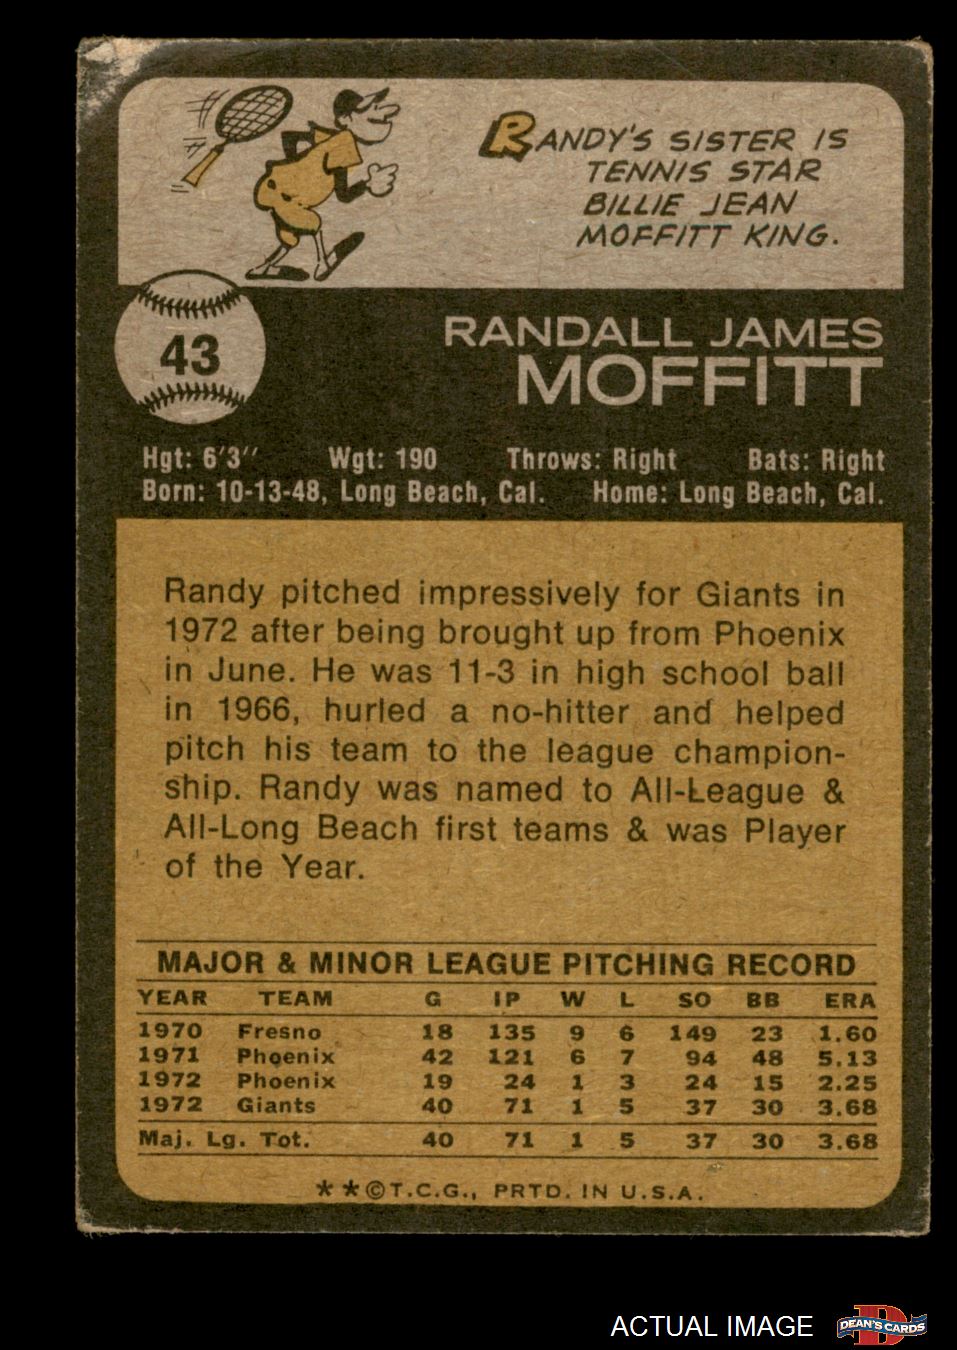 RANDY'S SISTER IS
TENNIS STAR
BILLIE JEAN
MOFFITT KING.
43
RANDALL JAMES
MOFFITT
Hgt: 6'3'' Wgt: 190 Throws: Right Bats: Right
Born: 10-13-48, Long Beach, Cal. Home: Long Beach, Cal.
Randy pitched impressively for Giants in
1972 after being brought up from Phoenix
in June. He was 11-3 in high school ball
in 1966, hurled a no-hitter and helped
pitch his team to the league champion-
ship. Randy was named to All-League &
All-Long Beach first teams & was Player
of the Year.
MAJOR & MINOR LEAGUE PITCHING RECORD
YEAR TEAM G IP W L SO BB ERA
1970 Fresno 18 135 9 6 149 23 1.60
1971 Phoenix 42 121 6 7 94 48 5.13
1972 Phoenix 19 24 1 3 24 15 2.25
1972 Giants 40 71 1 5 37 30 3.68
Maj. Lg. Tot. 40 71 1 5 37 30 3.68
**©T.C.G., PRTD. IN U.S.A.
ACTUAL IMAGE
D
DEAN'S CARDS